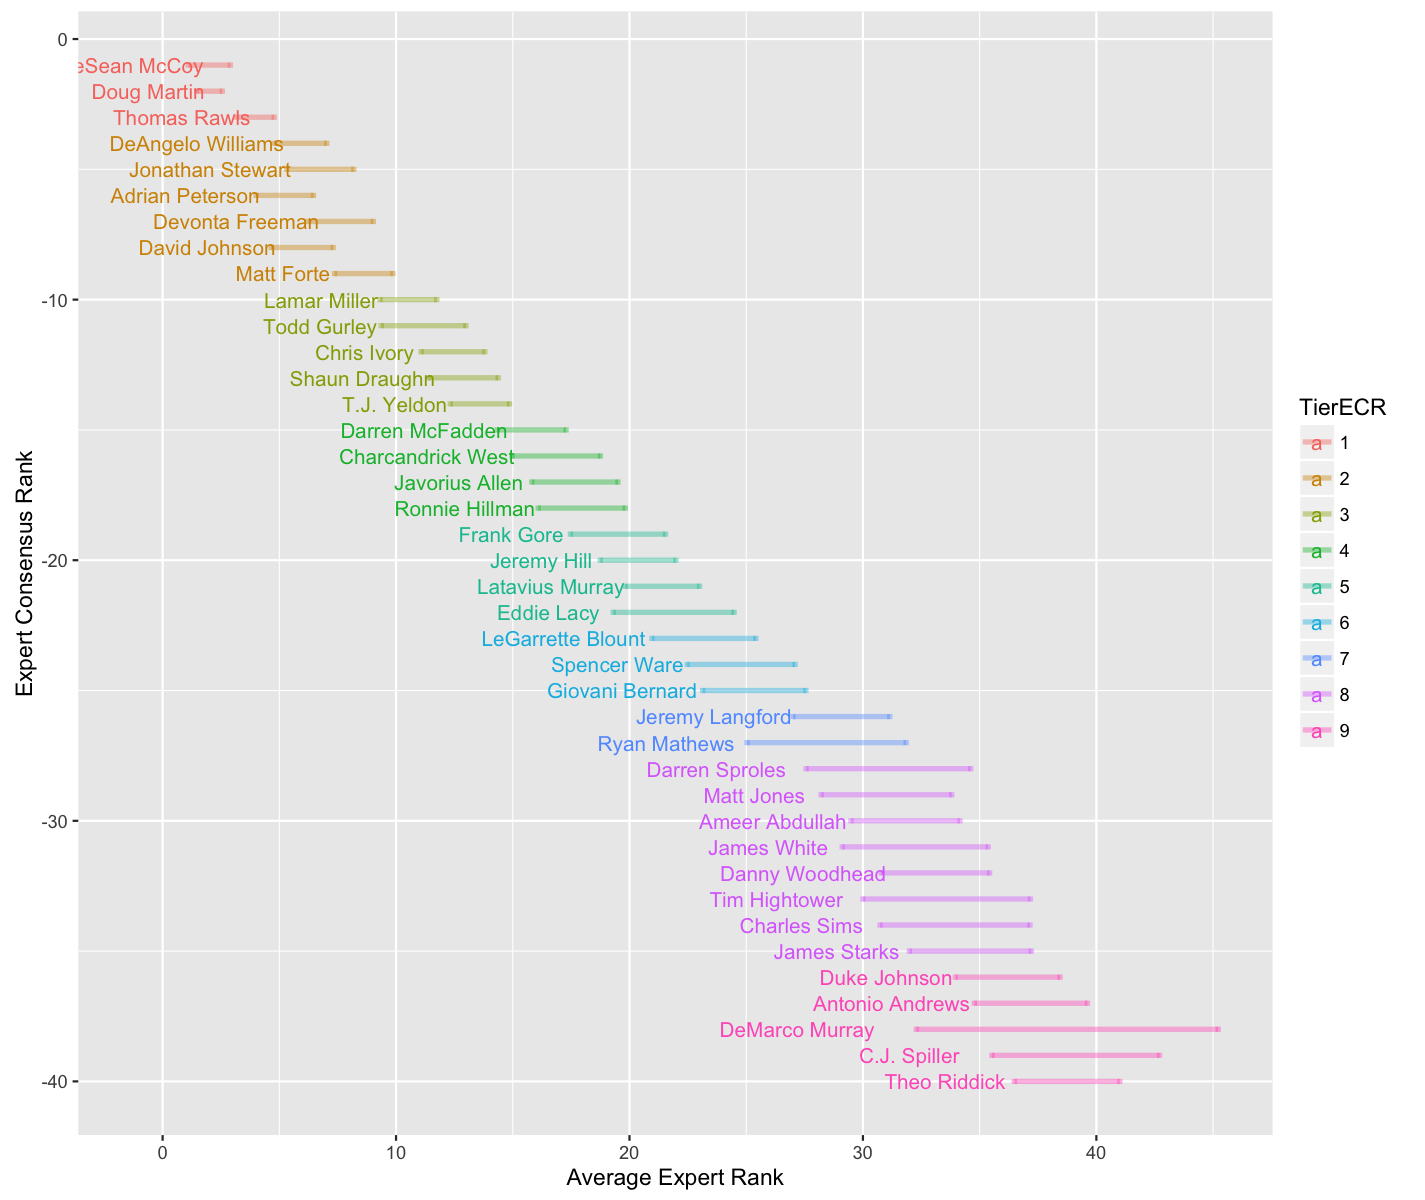 0
eSean McCoy
Doug Martin
Thomas Rawls
DeAngelo Williams
Jonathan Stewart
Adrian Peterson
Devonta Freeman
David Johnson
Matt Forte
-10
Lamar Miller
Todd Gurley
Chris Ivory
Shaun Draughn
T.J. Yeldon
Darren McFadden
Charcandrick West
Javorius Allen
Ronnie Hillman
Frank Gore
-20
Jeremy Hill
Latavius Murray
Eddie Lacy
LeGarrette Blount
Spencer Ware
Giovani Bernard
Jeremy Langford
Ryan Mathews
Darren Sproles
Matt Jones
-30
Ameer Abdullah
James White
Danny Woodhead
Tim Hightower
Charles Sims
James Starks
Duke Johnson
Antonio Andrews
DeMarco Murray
C.J. Spiller
-40
Theo Riddick
0 10 20 30 40
Average Expert Rank
Expert Consensus Rank
TierECR
a 1
a 2
a 3
a 4
a 5
a 6
a 7
a 8
a 9